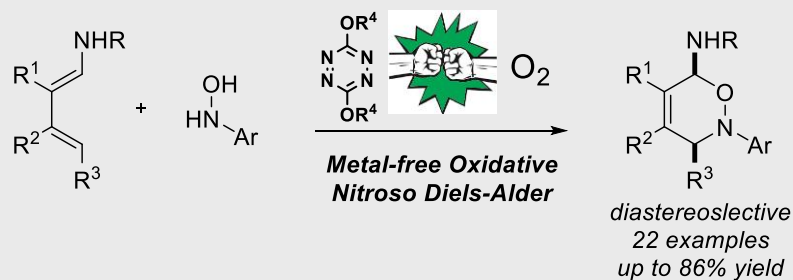 NHR
R¹
R²
R³
+
OH
HN
Ar
OR⁴
N N
N N
OR⁴
O₂
Metal-free Oxidative
Nitroso Diels-Alder
NHR
R¹
O
N
R²
Ar
R³
diastereoslective
22 examples
up to 86% yield